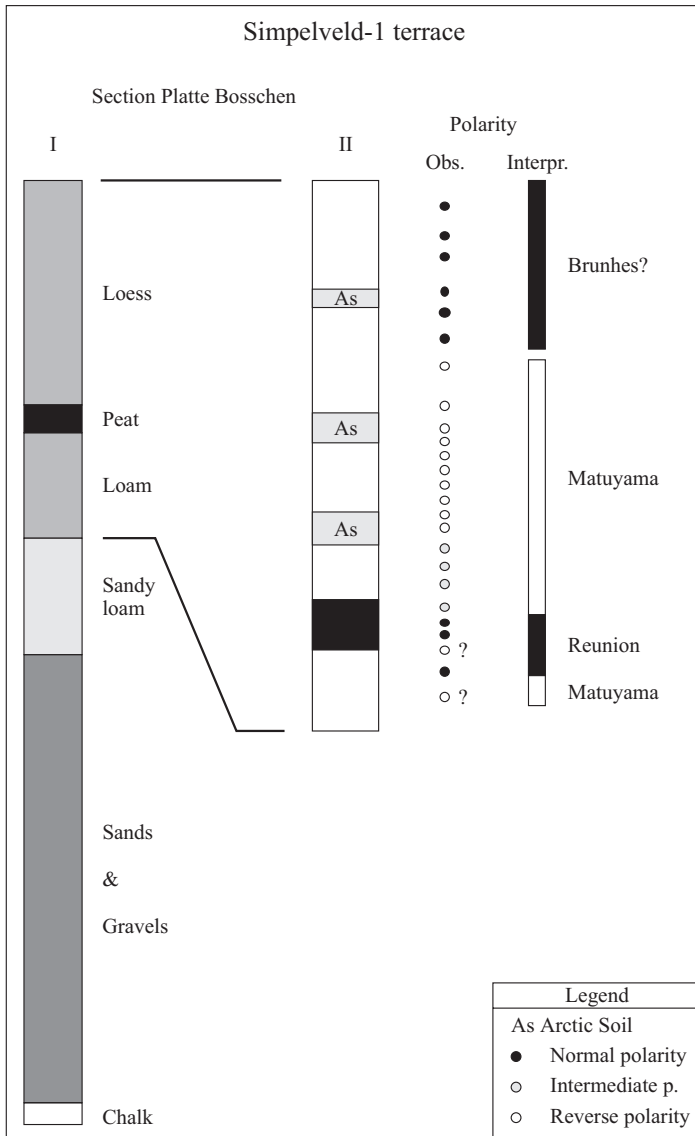 Simpelveld-1 terrace
Section Platte Bosschen
Polarity
I
II
Obs.
Interpr.
Loess
Peat
Loam
Sandy
loam
Sands
&
Gravels
Chalk
As
As
As
?
?
Brunhes?
Matuyama
Reunion
Matuyama
Legend
As Arctic Soil
Normal polarity
Intermediate p.
Reverse polarity